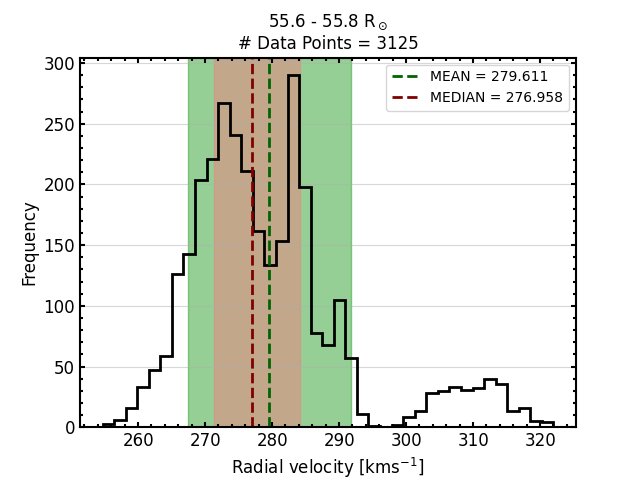 55.6 - 55.8 R⊙
# Data Points = 3125
MEAN = 279.611
MEDIAN = 276.958
Frequency
300
250
200
150
100
50
0
260 270 280 290 300 310 320
Radial velocity [kms⁻¹]